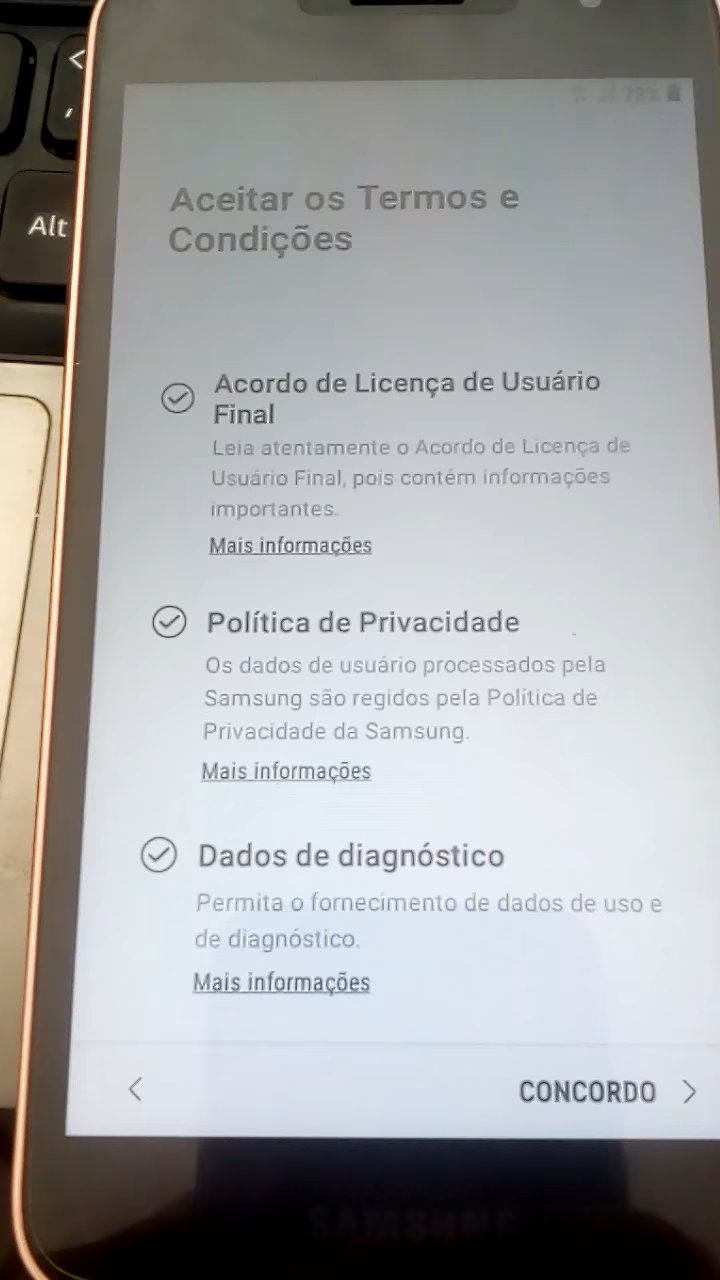 73%
Aceitar os Termos e
Condições
Acordo de Licença de Usuário
Final
Leia atentamente o Acordo de Licença de
Usuário Final, pois contém informações
importantes.
Mais informações
Política de Privacidade
Os dados de usuário processados pela
Samsung são regidos pela Política de
Privacidade da Samsung.
Mais informações
Dados de diagnóstico
Permita o fornecimento de dados de uso e
de diagnóstico.
Mais informações
< CONCORDO >
SAMSUNG
<
,
Alt